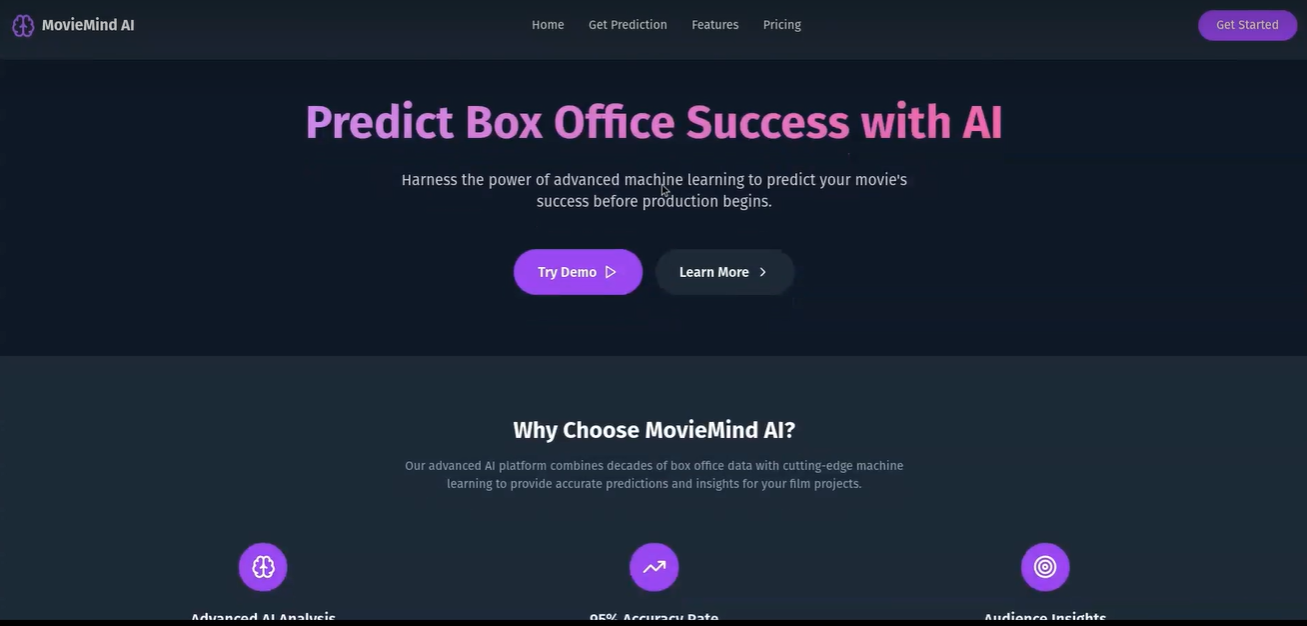 MovieMind AI
Home
Get Prediction
Features
Pricing
Get Started
Predict Box Office Success with AI
Harness the power of advanced machine learning to predict your movie's
success before production begins.
Try Demo
Learn More
Why Choose MovieMind AI?
Our advanced AI platform combines decades of box office data with cutting-edge machine
learning to provide accurate predictions and insights for your film projects.
Advanced AI Analysis
95% Accuracy Rate
Audience Insights